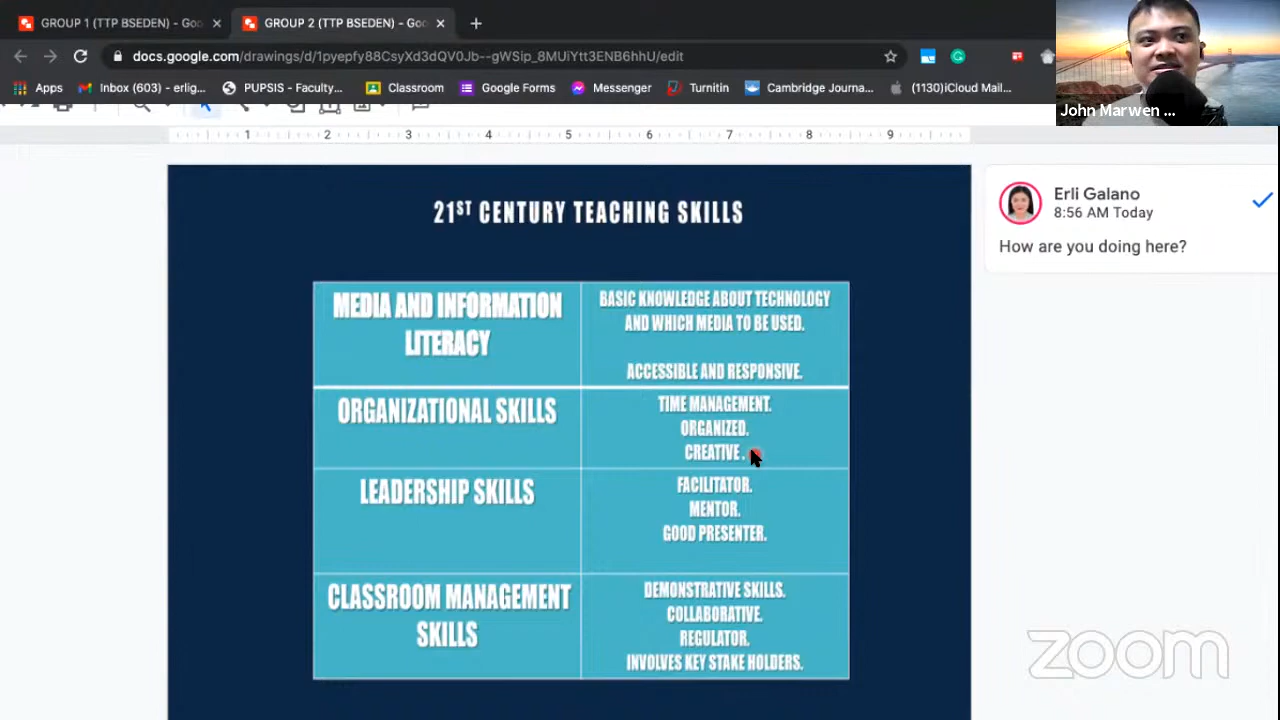 GROUP 1 (TTP BSEDEN) - Goo
GROUP 2 (TTP BSEDEN) - Goo
docs.google.com/drawings/d/1pyepfy88CsyXd3dQV0Jb--gWSip_8MUiYtt3ENB6hhU/edit
Apps
Inbox (603) - erlig...
PUPSIS - Faculty...
Classroom
Google Forms
Messenger
Turnitin
Cambridge Journa...
(1130)iCloud Mail...
John Marwen ...
1 2 3 4 5 6 7 8 9
21ST CENTURY TEACHING SKILLS
MEDIA AND INFORMATION
LITERACY
BASIC KNOWLEDGE ABOUT TECHNOLOGY
AND WHICH MEDIA TO BE USED.
ACCESSIBLE AND RESPONSIVE.
ORGANIZATIONAL SKILLS
TIME MANAGEMENT.
ORGANIZED.
CREATIVE .
LEADERSHIP SKILLS
FACILITATOR.
MENTOR.
GOOD PRESENTER.
CLASSROOM MANAGEMENT
SKILLS
DEMONSTRATIVE SKILLS.
COLLABORATIVE.
REGULATOR.
INVOLVES KEY STAKE HOLDERS.
Erli Galano
8:56 AM Today
How are you doing here?
zoom